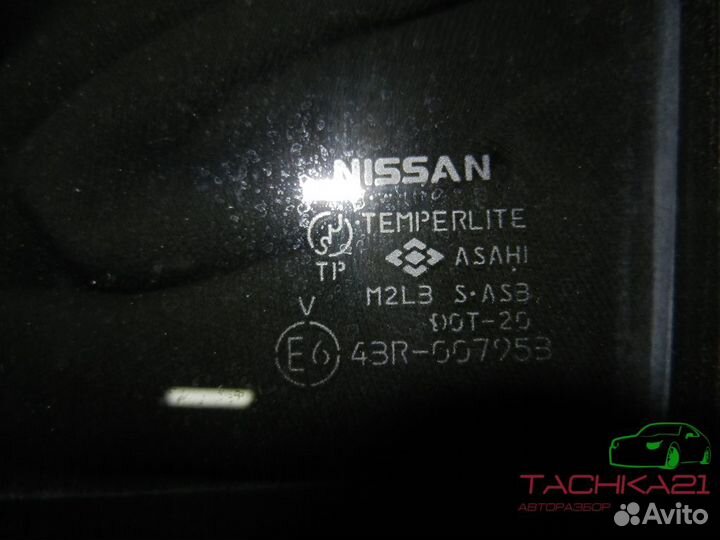 NISSAN
TEMPERLITE
TP
ASAHI
M2L3 S·AS3
DOT-20
V
E6 43R-007953
TACHKA21
АВТОРАЗБОР
Avito